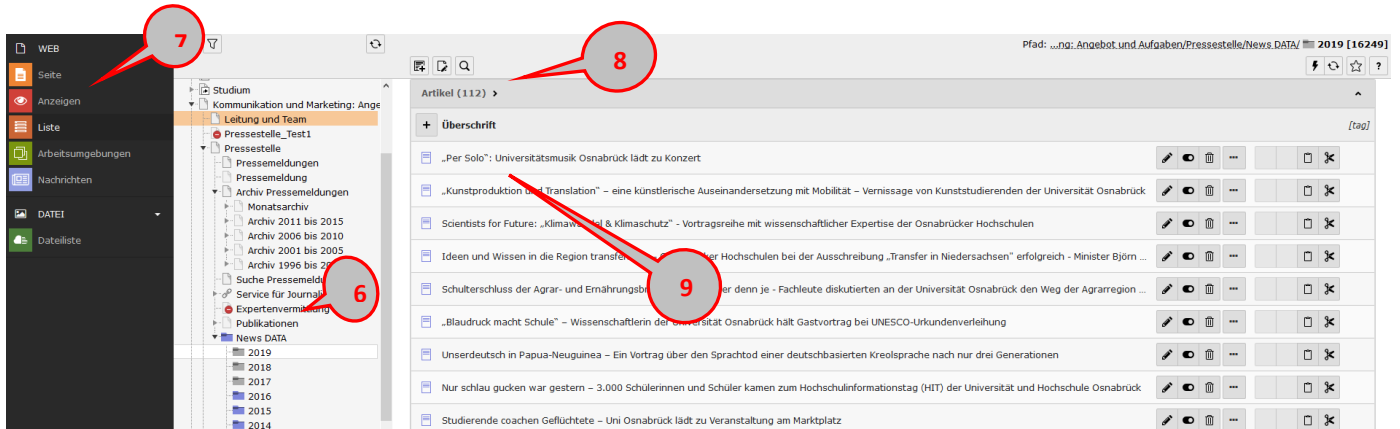 WEB
Seite
Anzeigen
Liste
Arbeitsumgebungen
Nachrichten
DATEI
Dateiliste
7
Studium
Kommunikation und Marketing: Ange
Leitung und Team
Pressestelle_Test1
Pressestelle
Pressemeldungen
Pressemeldung
Archiv Pressemeldungen
Monatsarchiv
Archiv 2011 bis 2015
Archiv 2006 bis 2010
Archiv 2001 bis 2005
Archiv 1996 bis 2
Suche Pressemeldu
Service für Journali
Expertenvermittlung
Publikationen
News DATA
2019
2018
2017
2016
2015
2014
6
8
Pfad: ...ng: Angebot und Aufgaben/Pressestelle/News DATA/ 2019 [16249]
?
Artikel (112)
+ Überschrift [tag]
„Per Solo“: Universitätsmusik Osnabrück lädt zu Konzert
„Kunstproduktion und Translation“ – eine künstlerische Auseinandersetzung mit Mobilität – Vernissage von Kunststudierenden der Universität Osnabrück
Scientists for Future: „Klimawandel & Klimaschutz“ - Vortragsreihe mit wissenschaftlicher Expertise der Osnabrücker Hochschulen
Ideen und Wissen in die Region transfer ker Hochschulen bei der Ausschreibung „Transfer in Niedersachsen“ erfolgreich - Minister Björn ...
Schulterschluss der Agrar- und Ernährungsb er denn je - Fachleute diskutierten an der Universität Osnabrück den Weg der Agrarregion ...
9
„Blaudruck macht Schule“ – Wissenschaftlerin der Universität Osnabrück hält Gastvortrag bei UNESCO-Urkundenverleihung
Unserdeutsch in Papua-Neuguinea – Ein Vortrag über den Sprachtod einer deutschbasierten Kreolsprache nach nur drei Generationen
Nur schlau gucken war gestern – 3.000 Schülerinnen und Schüler kamen zum Hochschulinformationstag (HIT) der Universität und Hochschule Osnabrück
Studierende coachen Geflüchtete – Uni Osnabrück lädt zu Veranstaltung am Marktplatz